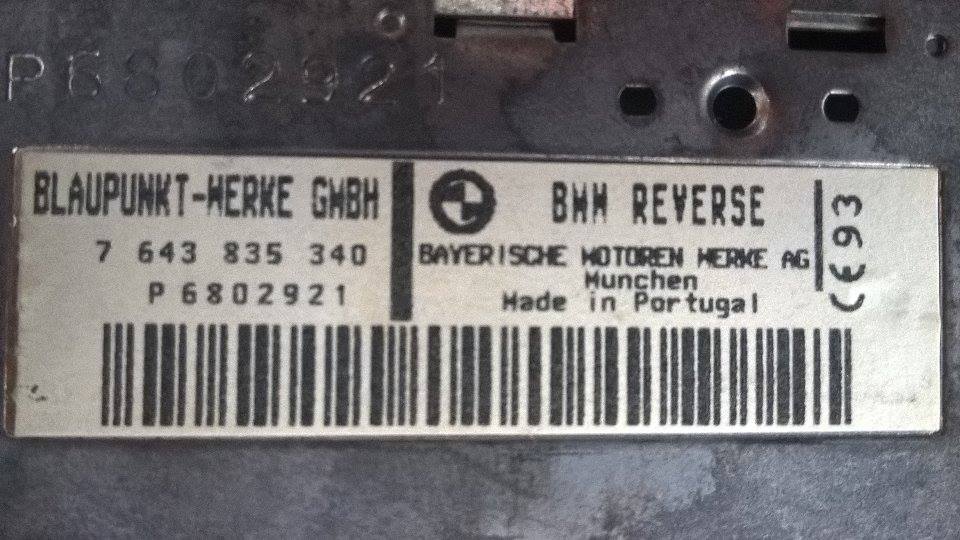 P6802921
BLAUPUNKT-WERKE GMBH
7 643 835 340
P6802921
BMW REVERSE
BAYERISCHE MOTOREN WERKE AG
Munchen
Made in Portugal
CE93